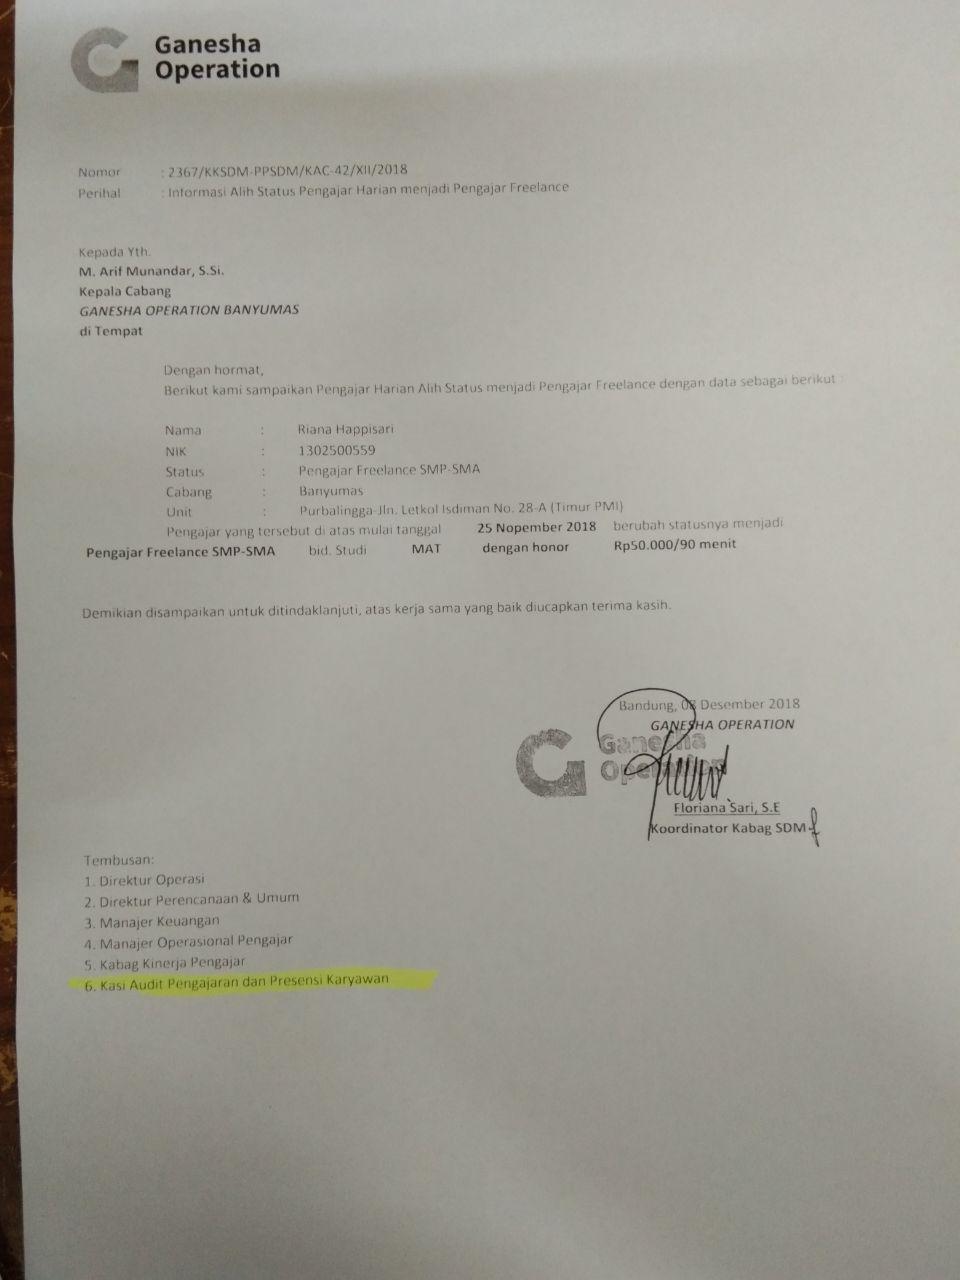 Ganesha
Operation
Nomor : 2367/KKSDM-PPSDM/KAC-42/XII/2018
Perihal : Informasi Alih Status Pengajar Harian menjadi Pengajar Freelance
Kepada Yth.
M. Arif Munandar, S.Si.
Kepala Cabang
GANESHA OPERATION BANYUMAS
di Tempat
Dengan hormat,
Berikut kami sampaikan Pengajar Harian Alih Status menjadi Pengajar Freelance dengan data sebagai berikut :
Nama : Riana Happisari
NIK : 1302500559
Status : Pengajar Freelance SMP-SMA
Cabang : Banyumas
Unit : Purbalingga-Jln. Letkol Isdiman No. 28-A (Timur PMI)
Pengajar yang tersebut di atas mulai tanggal 25 Nopember 2018 berubah statusnya menjadi
Pengajar Freelance SMP-SMA bid. Studi MAT dengan honor Rp50.000/90 menit
Demikian disampaikan untuk ditindaklanjuti, atas kerja sama yang baik diucapkan terima kasih.
Bandung, Desember 2018
GANESHA OPERATION
Ganesha
Operation
Floriana Sari, S.E
Koordinator Kabag SDM
Tembusan:
1. Direktur Operasi
2. Direktur Perencanaan & Umum
3. Manajer Keuangan
4. Manajer Operasional Pengajar
5. Kabag Kinerja Pengajar
6. Kasi Audit Pengajaran dan Presensi Karyawan